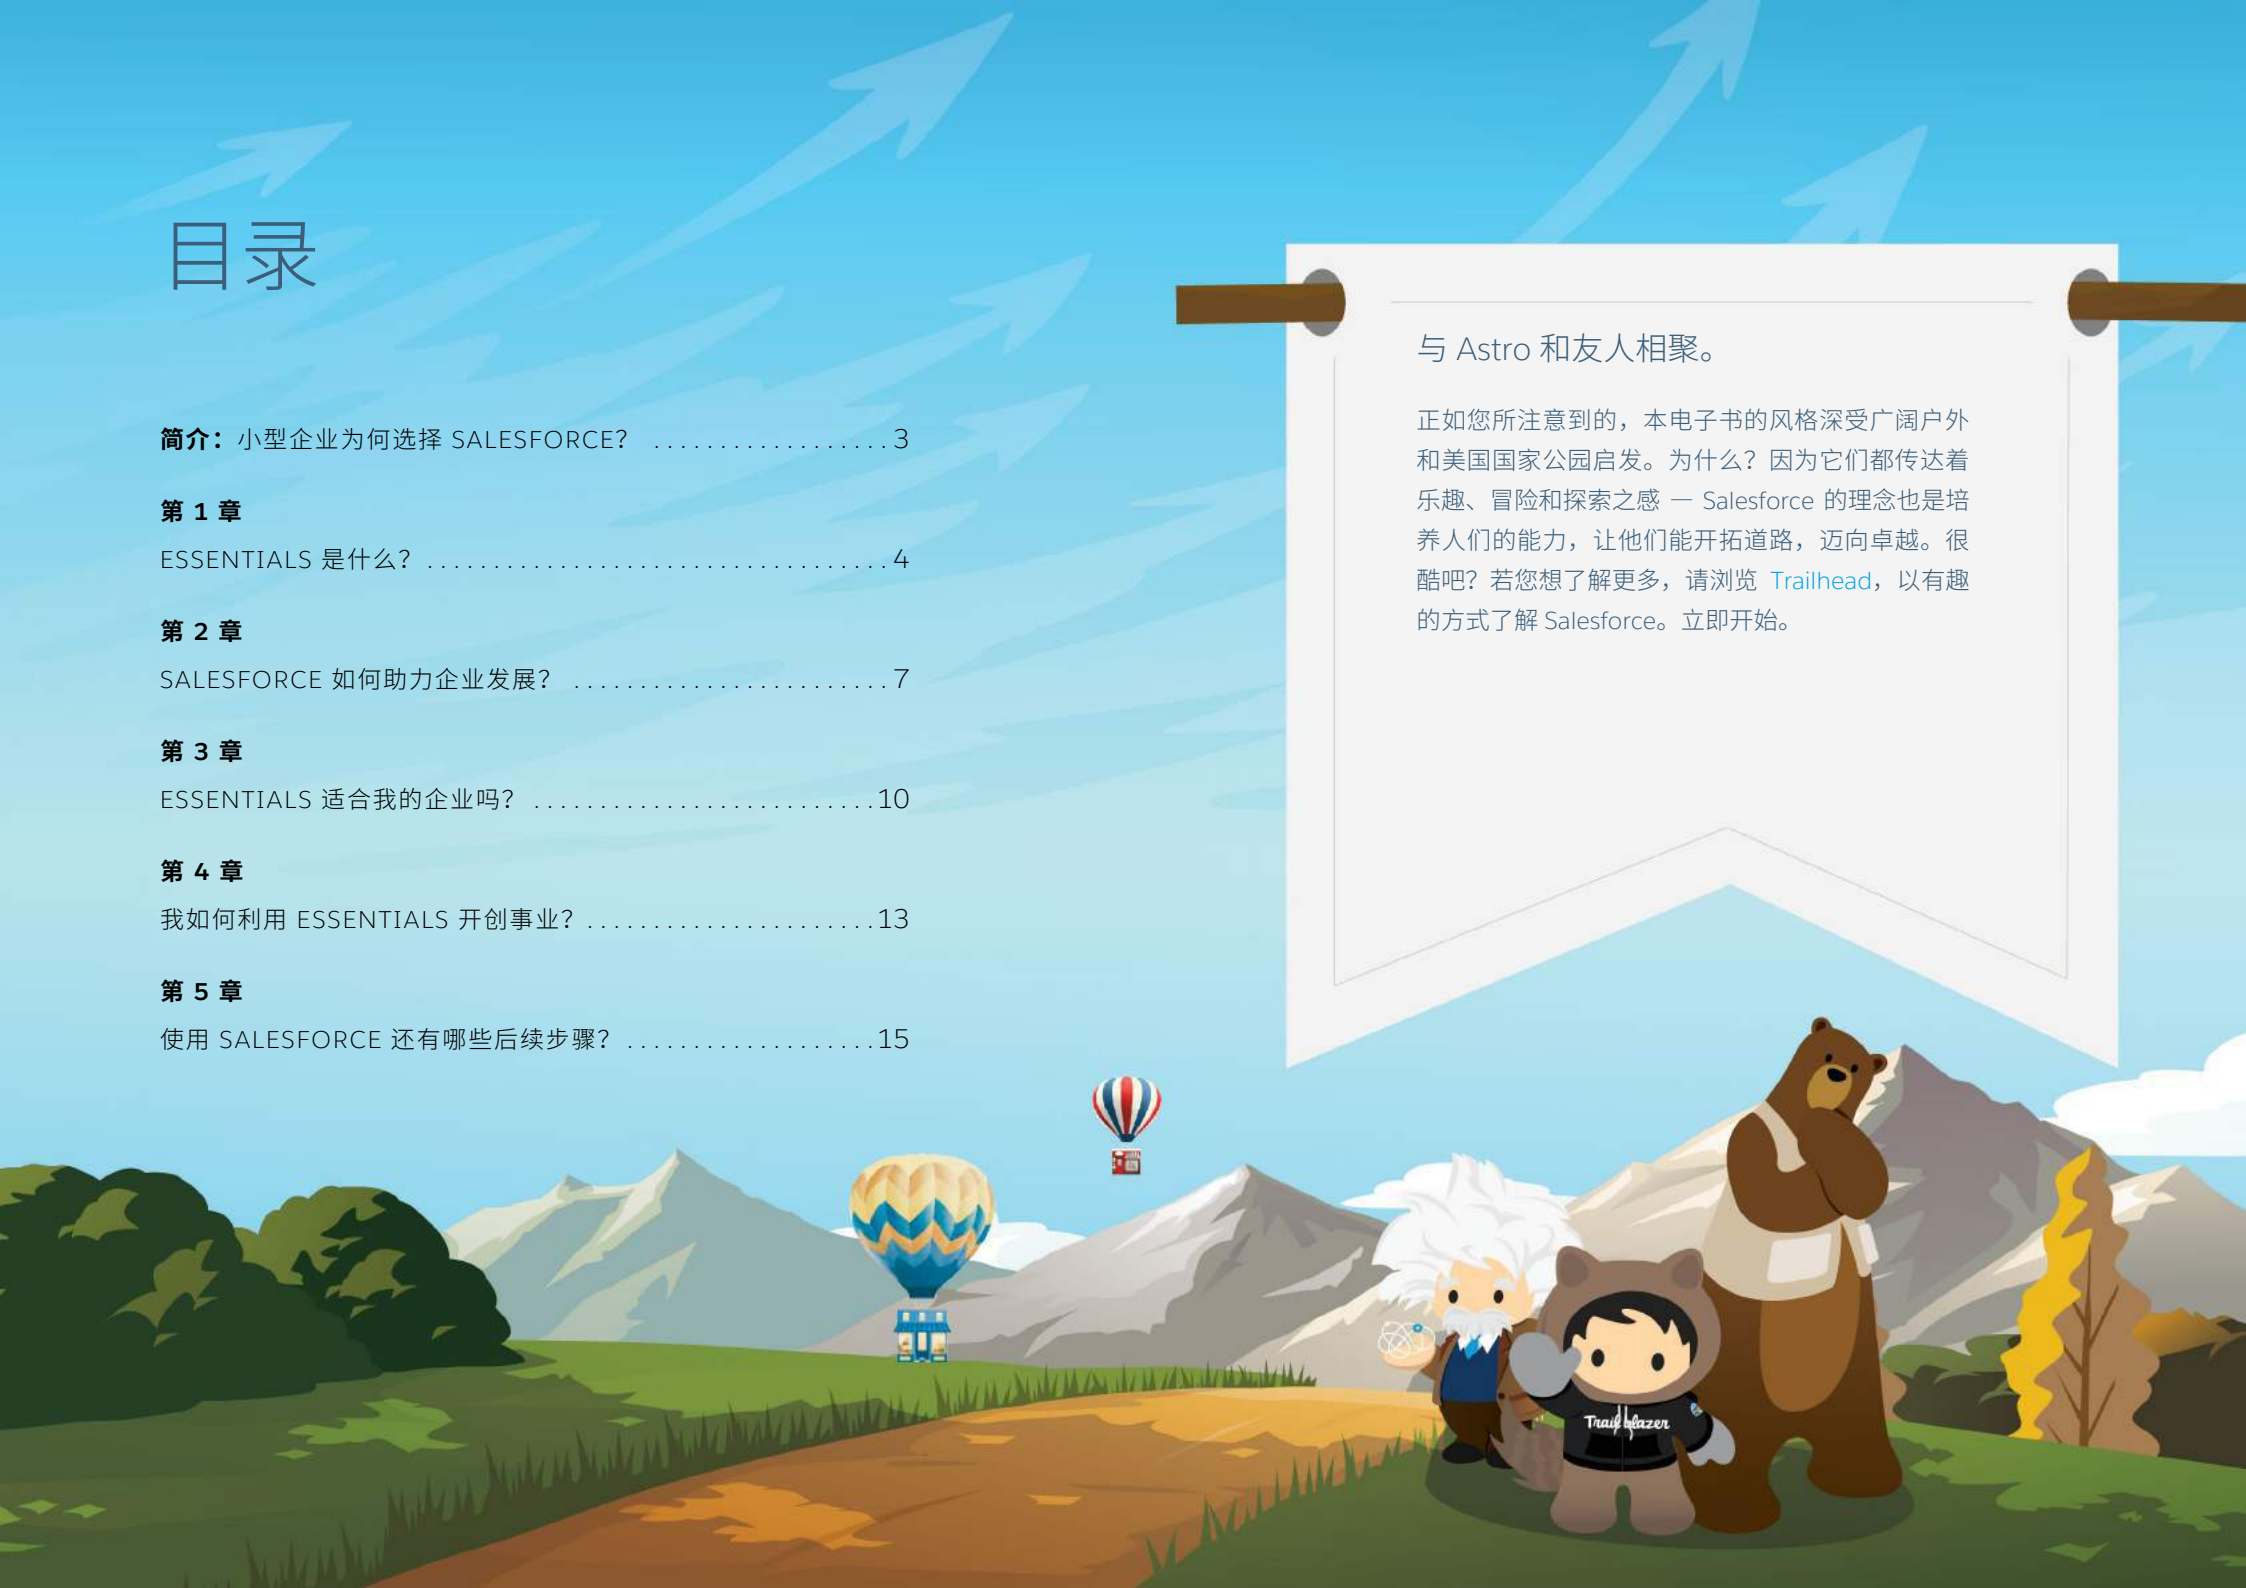 目录
简介：小型企业为何选择 SALESFORCE？ . . . . . . . . . . . . . . . . . . 3
第 1 章
ESSENTIALS 是什么？ . . . . . . . . . . . . . . . . . . . . . . . . . . . . . . . . . . . 4
第 2 章
SALESFORCE 如何助力企业发展？ . . . . . . . . . . . . . . . . . . . . . . . . 7
第 3 章
ESSENTIALS 适合我的企业吗？ . . . . . . . . . . . . . . . . . . . . . . . . . . 10
第 4 章
我如何利用 ESSENTIALS 开创事业？ . . . . . . . . . . . . . . . . . . . . . . 13
第 5 章
使用 SALESFORCE 还有哪些后续步骤？ . . . . . . . . . . . . . . . . . . . 15
与 Astro 和友人相聚。
正如您所注意到的，本电子书的风格深受广阔户外
和美国国家公园启发。为什么？因为它们都传达着
乐趣、冒险和探索之感 — Salesforce 的理念也是培
养人们的能力，让他们能开拓道路，迈向卓越。很
酷吧？若您想了解更多，请浏览 Trailhead，以有趣
的方式了解 Salesforce。立即开始。
Trailblazer